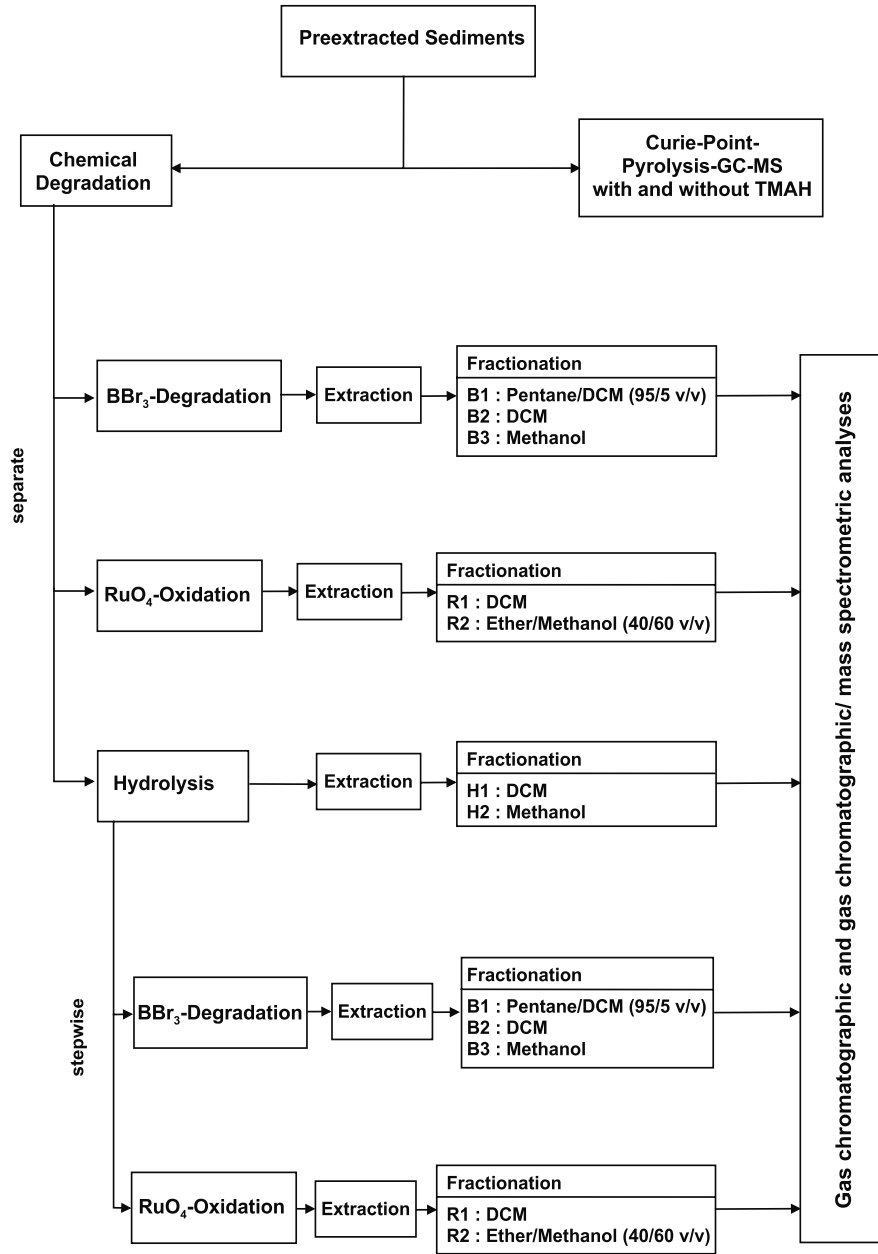 Preextracted Sediments
Chemical
Degradation
Curie-Point-
Pyrolysis-GC-MS
with and without TMAH
separate
BBr₃-Degradation
Extraction
Fractionation
B1 : Pentane/DCM (95/5 v/v)
B2 : DCM
B3 : Methanol
RuO₄-Oxidation
Extraction
Fractionation
R1 : DCM
R2 : Ether/Methanol (40/60 v/v)
Hydrolysis
Extraction
Fractionation
H1 : DCM
H2 : Methanol
stepwise
BBr₃-Degradation
Extraction
Fractionation
B1 : Pentane/DCM (95/5 v/v)
B2 : DCM
B3 : Methanol
RuO₄-Oxidation
Extraction
Fractionation
R1 : DCM
R2 : Ether/Methanol (40/60 v/v)
Gas chromatographic and gas chromatographic/ mass spectrometric analyses